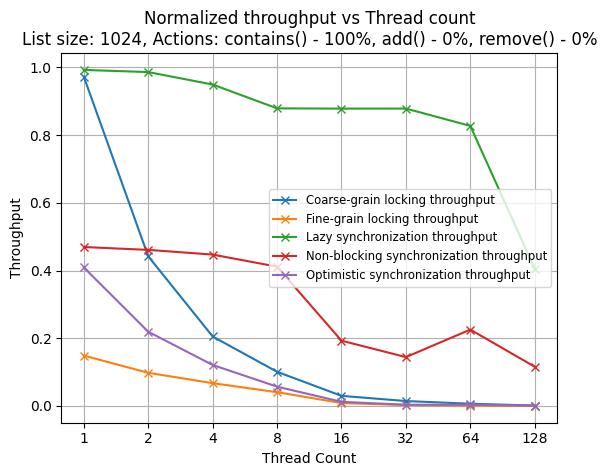 Normalized throughput vs Thread count
List size: 1024, Actions: contains() - 100%, add() - 0%, remove() - 0%
1.0
0.8
0.6
0.4
0.2
0.0
Throughput
Coarse-grain locking throughput
Fine-grain locking throughput
Lazy synchronization throughput
Non-blocking synchronization throughput
Optimistic synchronization throughput
1 2 4 8 16 32 64 128
Thread Count